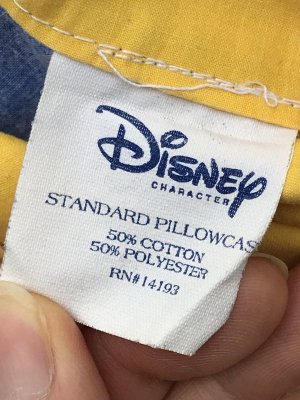 Disney
CHARACTER
STANDARD PILLOWCAS
50% COTTON
50% POLYESTER
RN#14193